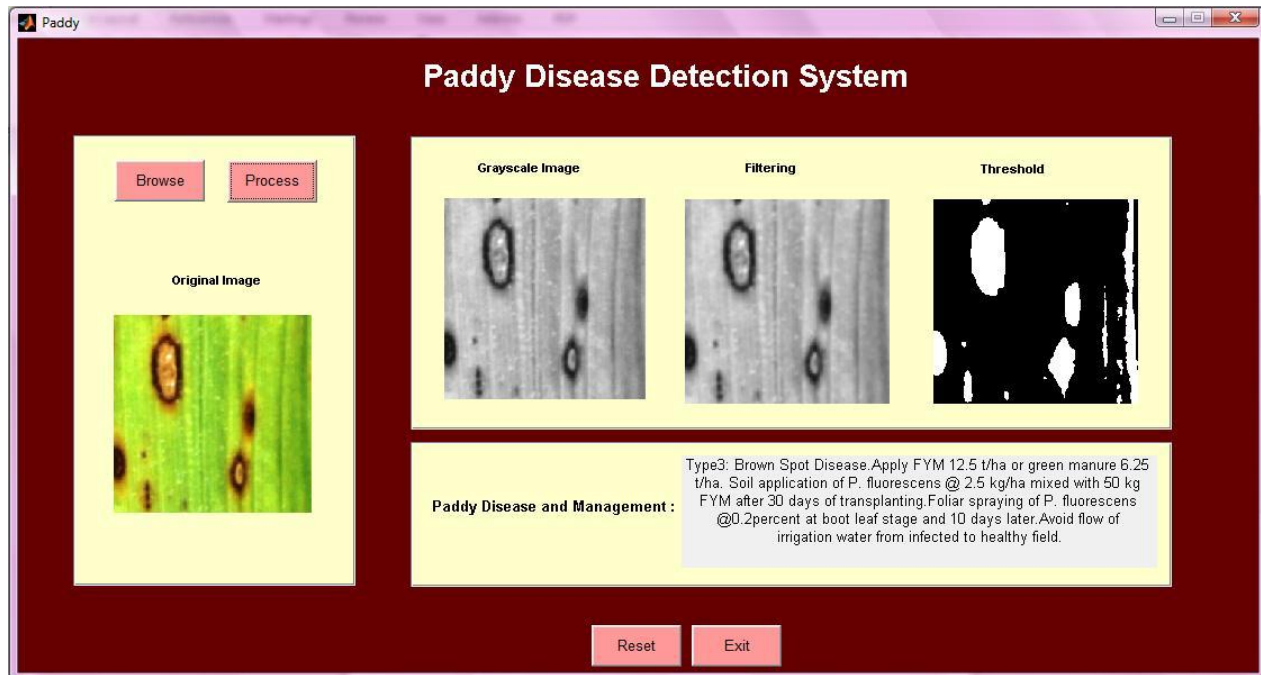 Paddy
Paddy Disease Detection System
Browse
Process
Original Image
Grayscale Image
Filtering
Threshold
Paddy Disease and Management :
Type3: Brown Spot Disease.Apply FYM 12.5 t/ha or green manure 6.25
t/ha. Soil application of P. fluorescens @ 2.5 kg/ha mixed with 50 kg
FYM after 30 days of transplanting.Foliar spraying of P. fluorescens
@0.2percent at boot leaf stage and 10 days later.Avoid flow of
irrigation water from infected to healthy field.
Reset
Exit